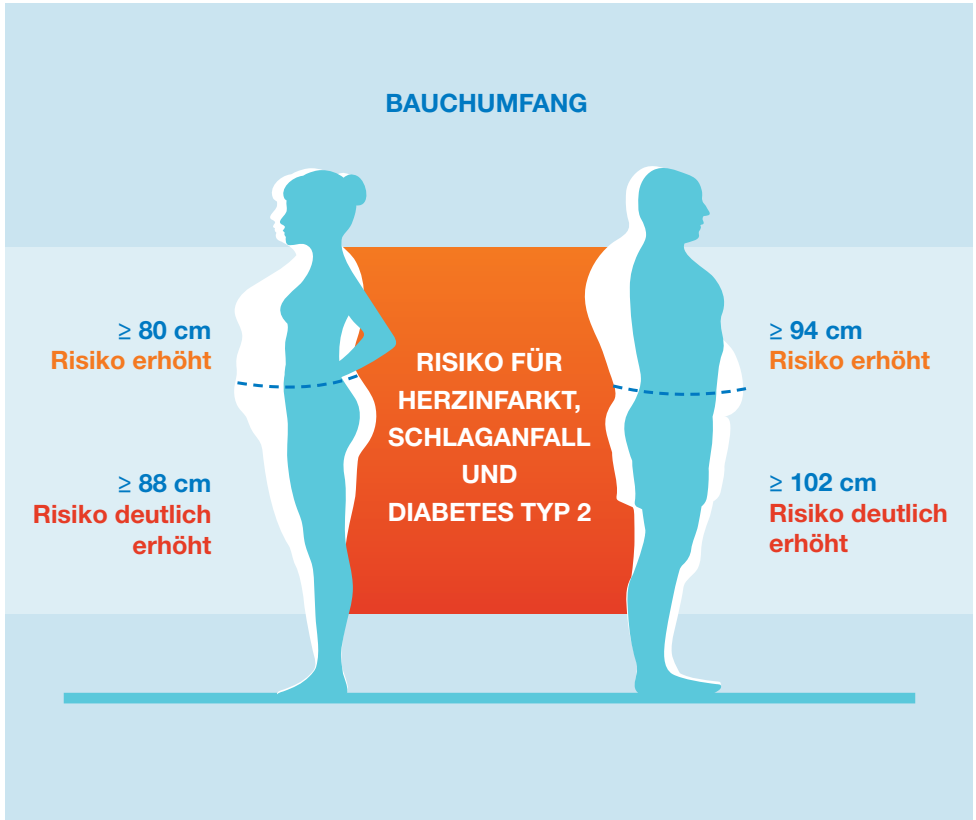 BAUCHUMFANG
≥ 80 cm
Risiko erhöht
≥ 88 cm
Risiko deutlich
erhöht
RISIKO FÜR
HERZINFARKT,
SCHLAGANFALL
UND
DIABETES TYP 2
≥ 94 cm
Risiko erhöht
≥ 102 cm
Risiko deutlich
erhöht